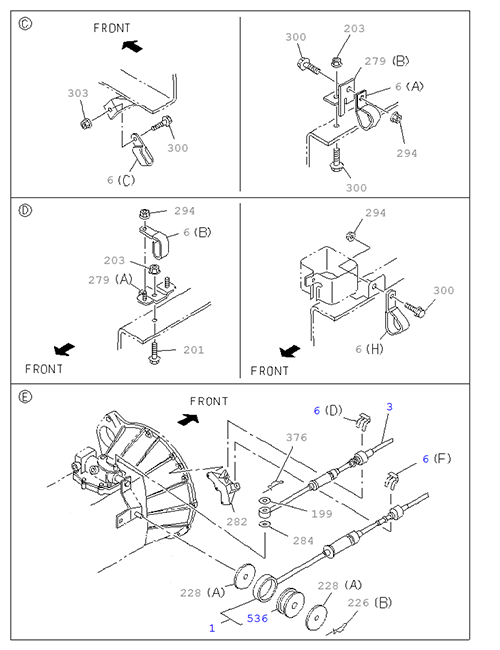 C
FRONT
303
300
6 (C)
203
300
279 (B)
6 (A)
294
300
D
294
6 (B)
203
279 (A)
201
FRONT
294
300
6 (H)
FRONT
E
FRONT
6 (D)
3
376
6 (F)
282
199
284
228 (A)
228 (A)
536
226 (B)
1